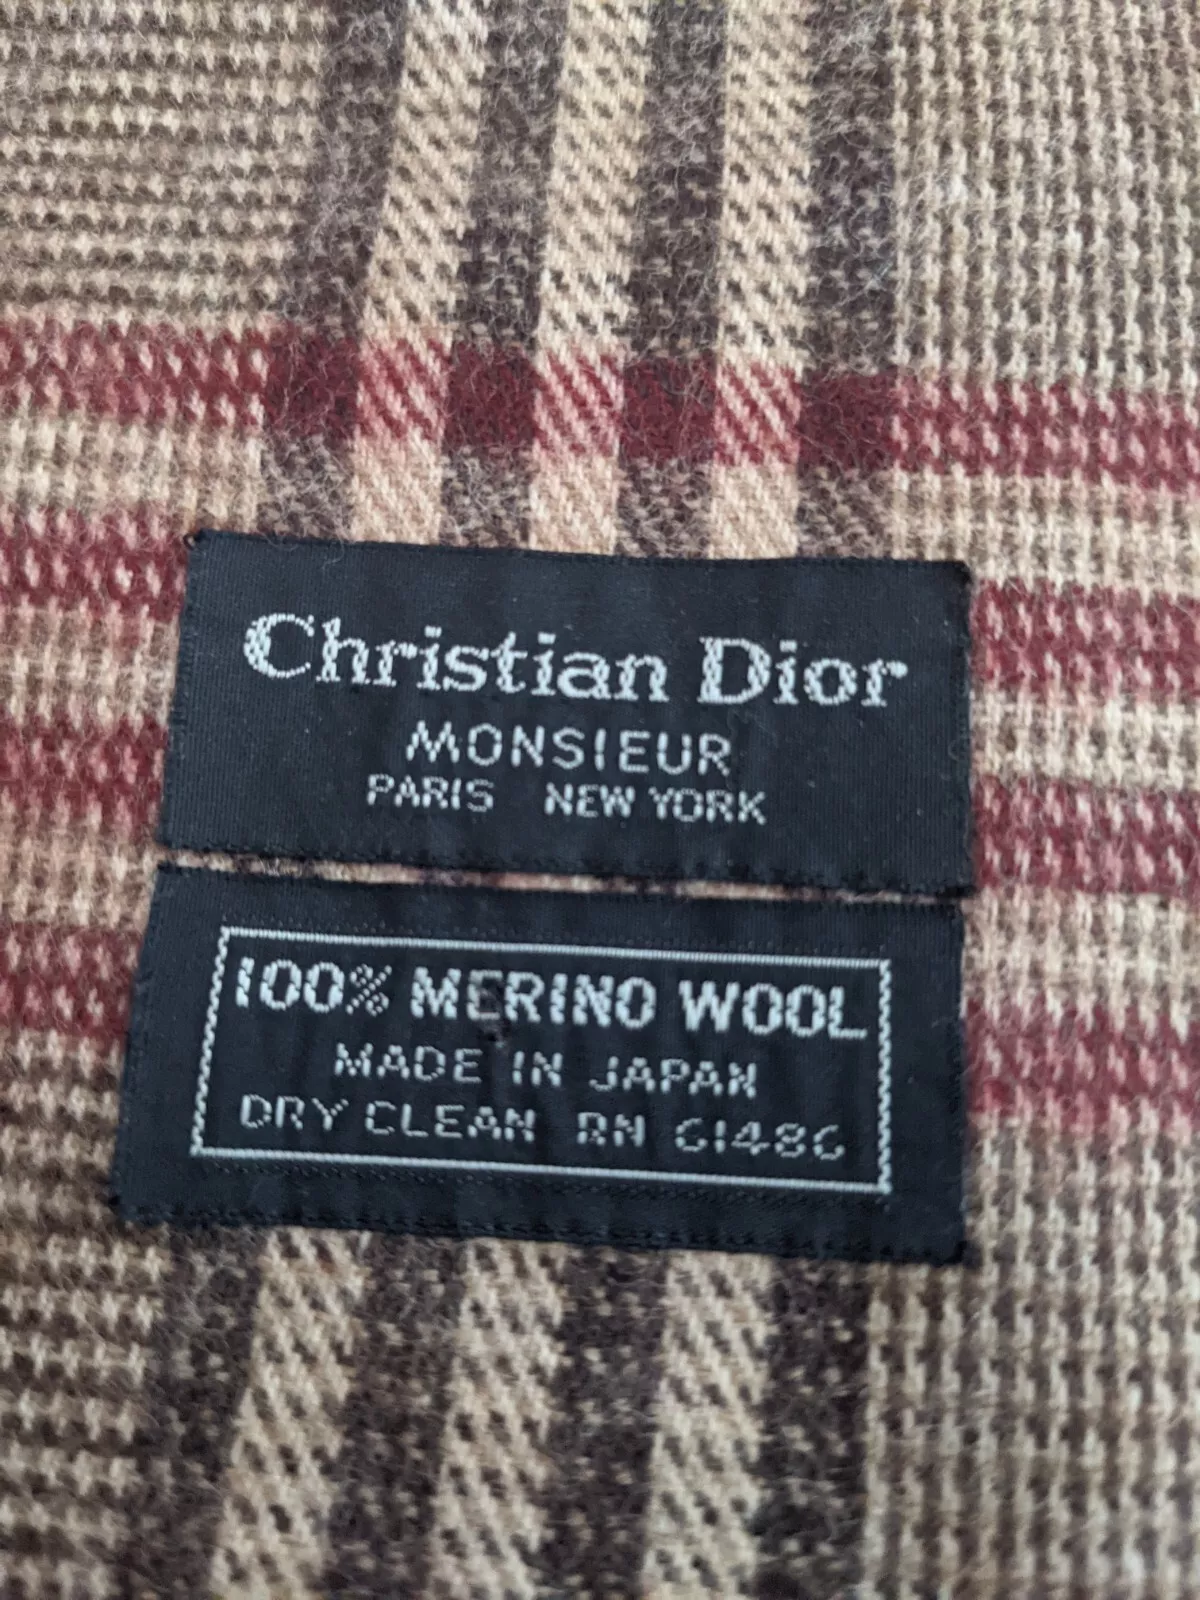 Christian Dior
MONSIEUR
PARIS NEW YORK
100% MERINO WOOL
MADE IN JAPAN
DRY CLEAN RN 61486